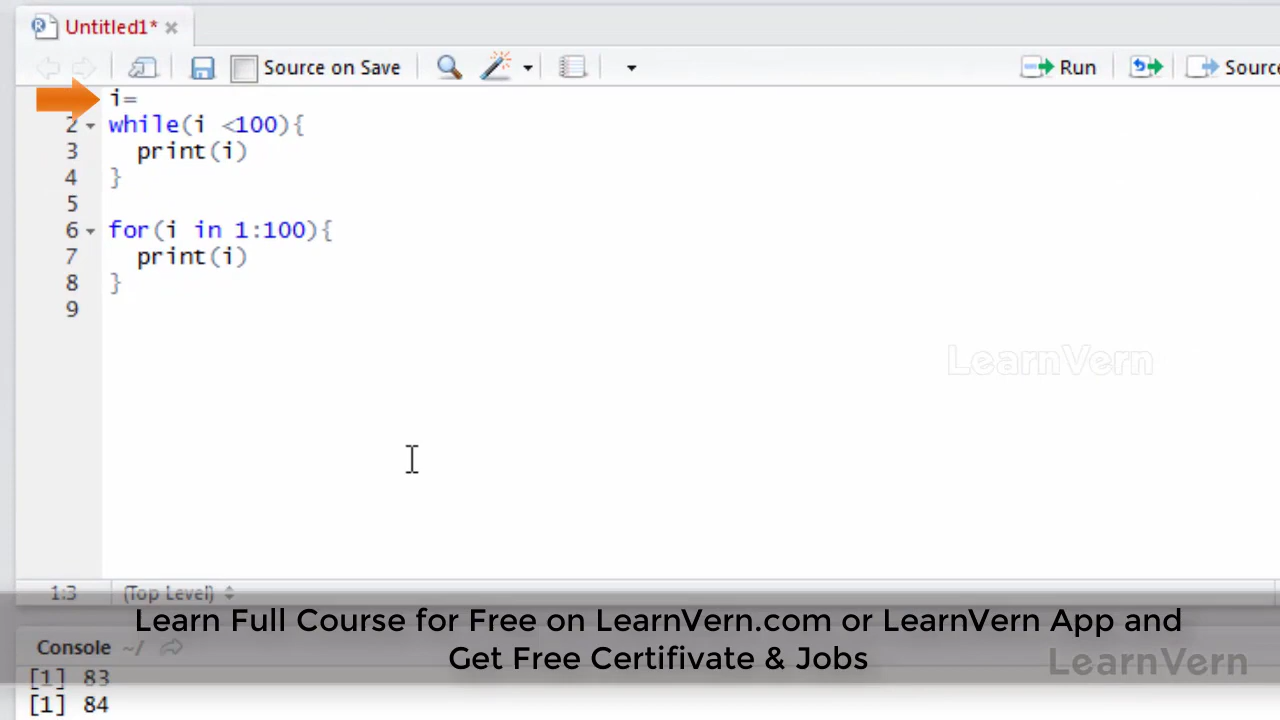 Untitled1*
Source on Save
Run
Source
i=
2 while(i <100){
3 print(i)
4 }
5
6 for(i in 1:100){
7 print(i)
8 }
9
LearnVern
1:3 (Top Level)
Learn Full Course for Free on LearnVern.com or LearnVern App and
Get Free Certifivate & Jobs
Console ~/
LearnVern
[1] 83
[1] 84